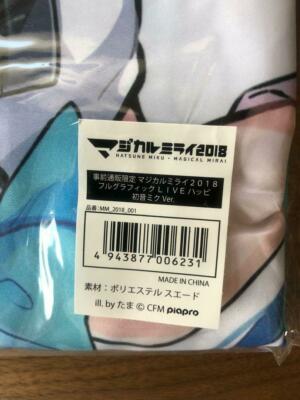 マジカルミライ2018
HATSUNE MIKU・MAGICAL MIRAI
事前通販限定 マジカルミライ2018
フルグラフィックLIVEハッピ
初音ミク Ver.
品番:MM_2018_001
4 943877 006231
MADE IN CHINA
素材:ポリエステル スエード
ill. by たま © CFM piapro